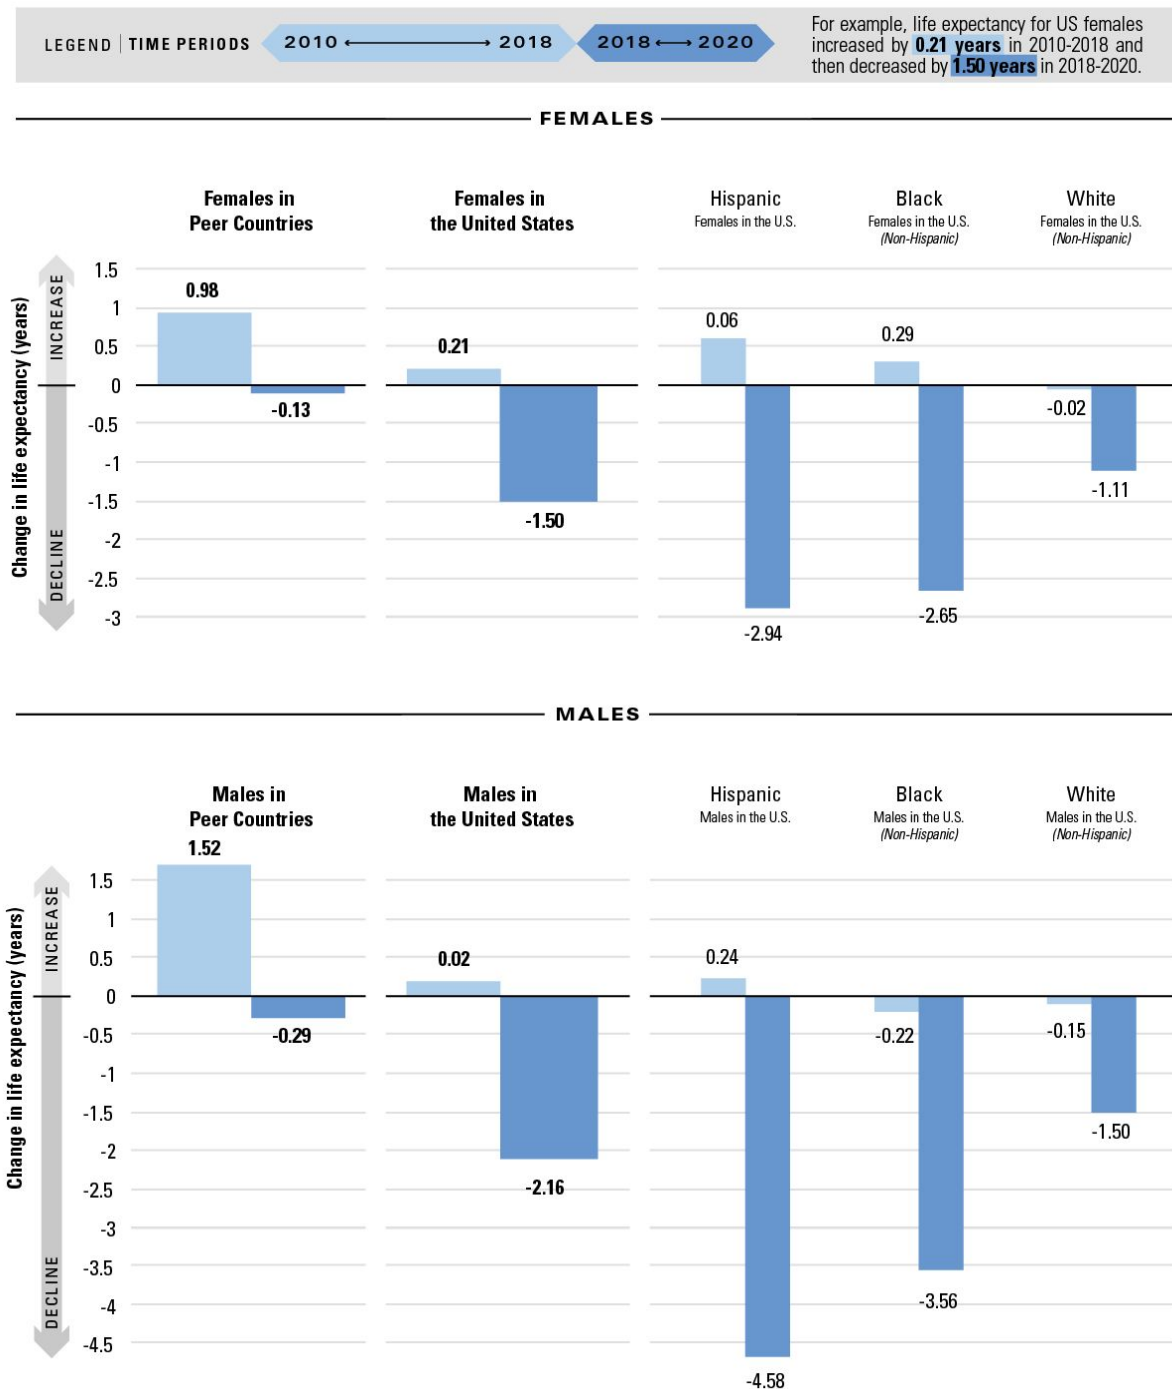 LEGEND | TIME PERIODS 2010 ⟷ 2018 2018 ⟷ 2020
For example, life expectancy for US females
increased by 0.21 years in 2010-2018 and
then decreased by 1.50 years in 2018-2020.
FEMALES
Females in
Peer Countries
Females in
the United States
Hispanic
Females in the U.S.
Black
Females in the U.S.
(Non-Hispanic)
White
Females in the U.S.
(Non-Hispanic)
Change in life expectancy (years)
INCREASE
DECLINE
1.5
1
0.5
0
-0.5
-1
-1.5
-2
-2.5
-3
0.98
-0.13
0.21
-1.50
0.06
-2.94
0.29
-2.65
-0.02
-1.11
MALES
Males in
Peer Countries
Males in
the United States
Hispanic
Males in the U.S.
Black
Males in the U.S.
(Non-Hispanic)
White
Males in the U.S.
(Non-Hispanic)
Change in life expectancy (years)
INCREASE
DECLINE
1.5
1
0.5
0
-0.5
-1
-1.5
-2
-2.5
-3
-3.5
-4
-4.5
1.52
-0.29
0.02
-2.16
0.24
-4.58
-0.22
-3.56
-0.15
-1.50